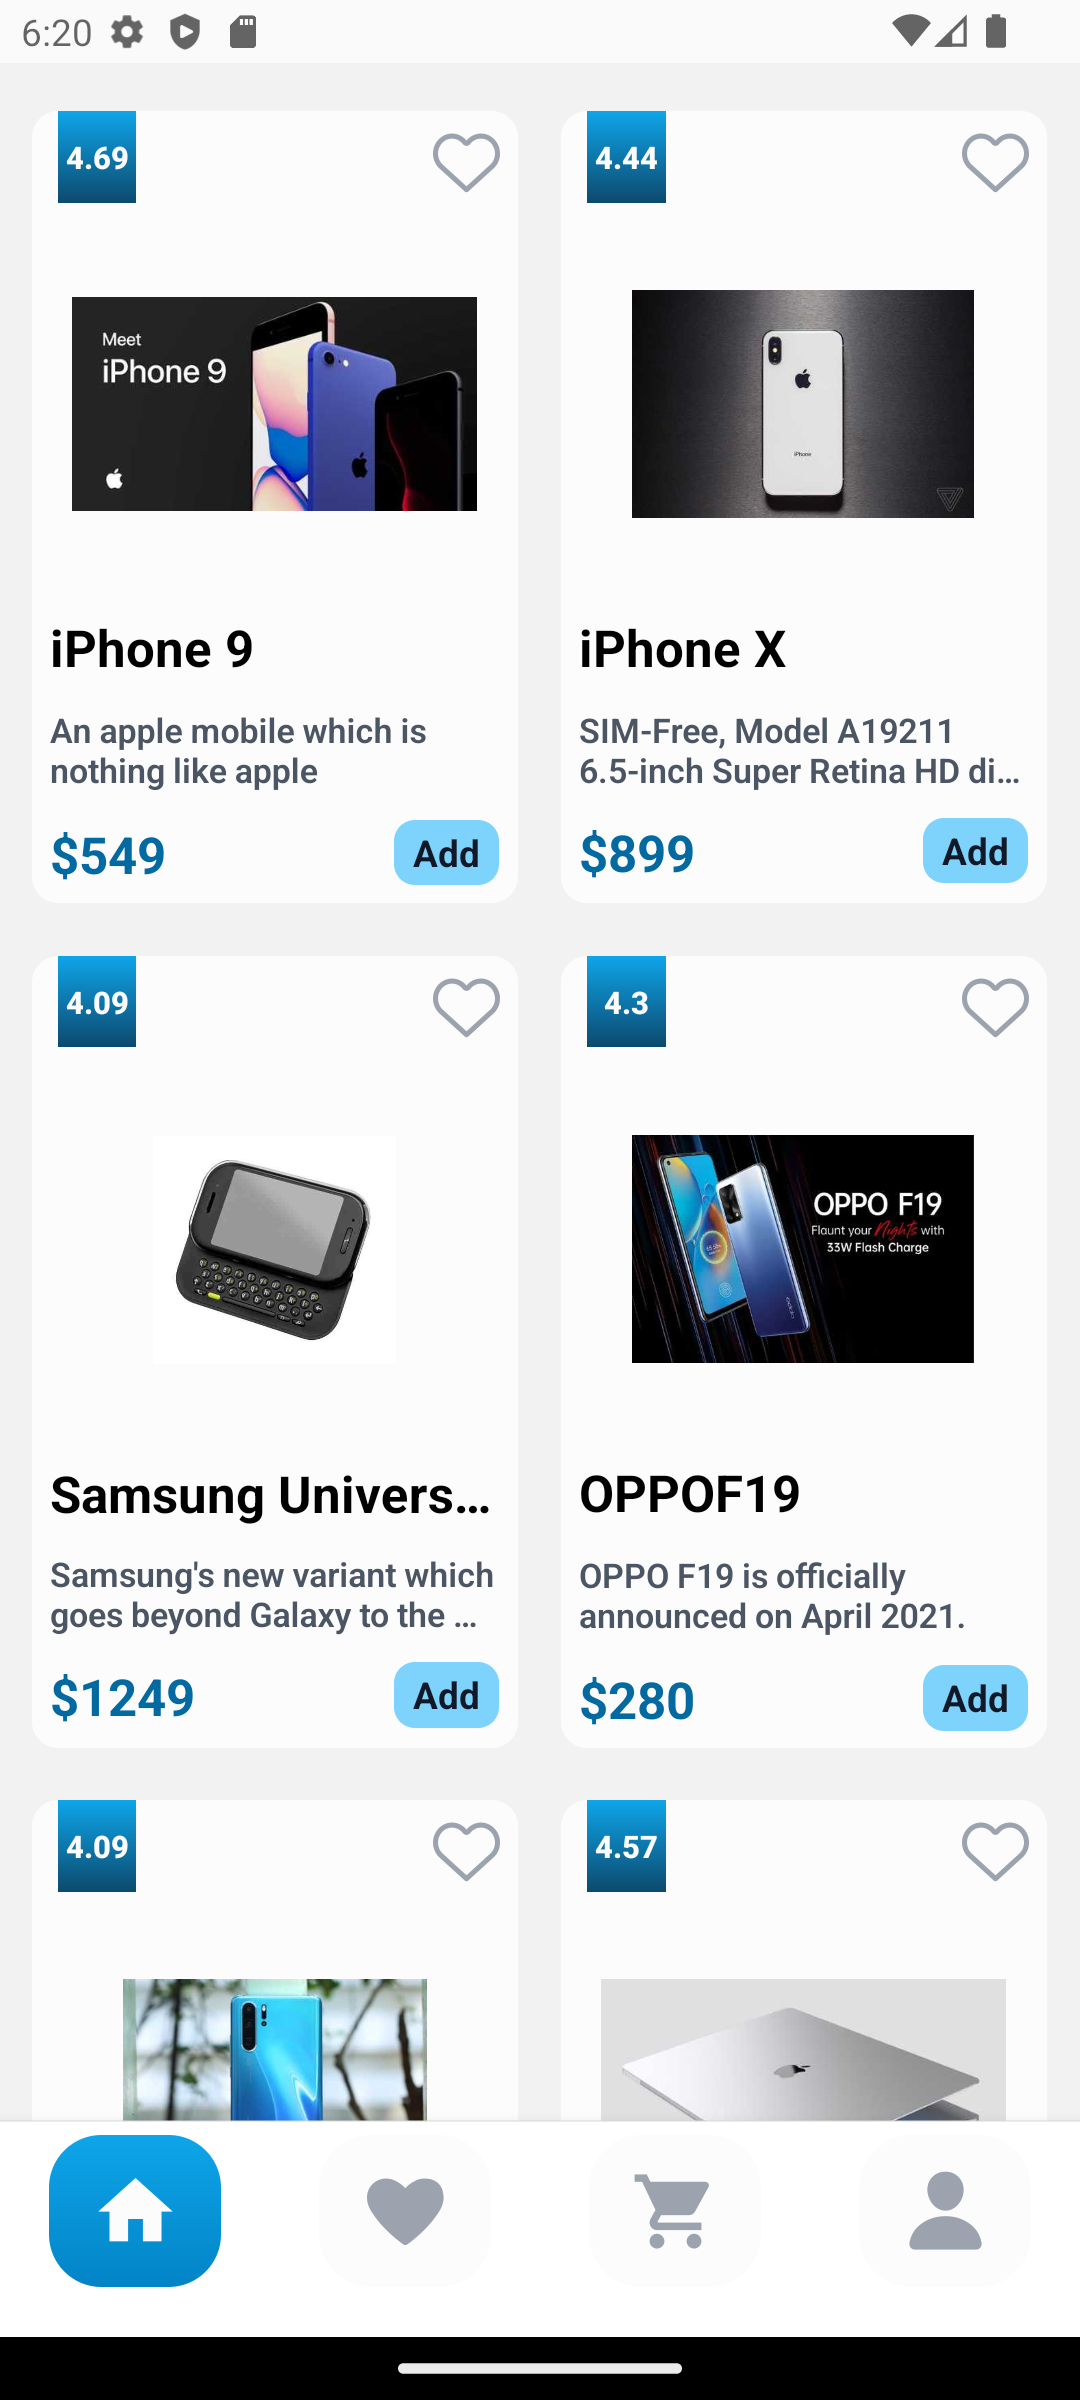 6:20
4.69
4.44
Meet
iPhone 9
iPhone
iPhone 9
iPhone X
An apple mobile which is
nothing like apple
SIM-Free, Model A19211
6.5-inch Super Retina HD di...
$549
Add
$899
Add
4.09
4.3
OPPO F19
Flaunt your Nights with
33W Flash Charge
Samsung Univers...
OPPOF19
Samsung's new variant which
goes beyond Galaxy to the ...
OPPO F19 is officially
announced on April 2021.
$1249
Add
$280
Add
4.09
4.57